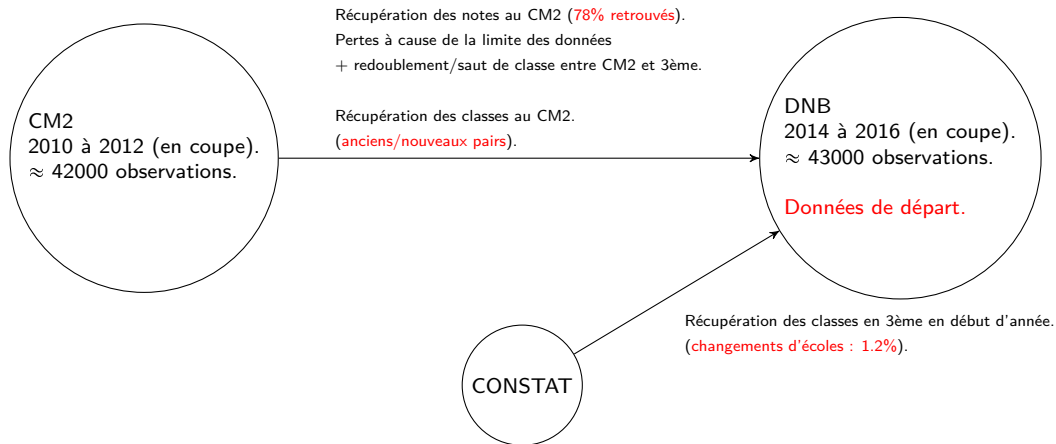 Récupération des notes au CM2 (78% retrouvés).
Pertes à cause de la limite des données
+ redoublement/saut de classe entre CM2 et 3ème.
Récupération des classes au CM2.
(anciens/nouveaux pairs).
CM2
2010 à 2012 (en coupe).
≈ 42000 observations.
DNB
2014 à 2016 (en coupe).
≈ 43000 observations.
Données de départ.
Récupération des classes en 3ème en début d'année.
(changements d'écoles : 1.2%).
CONSTAT